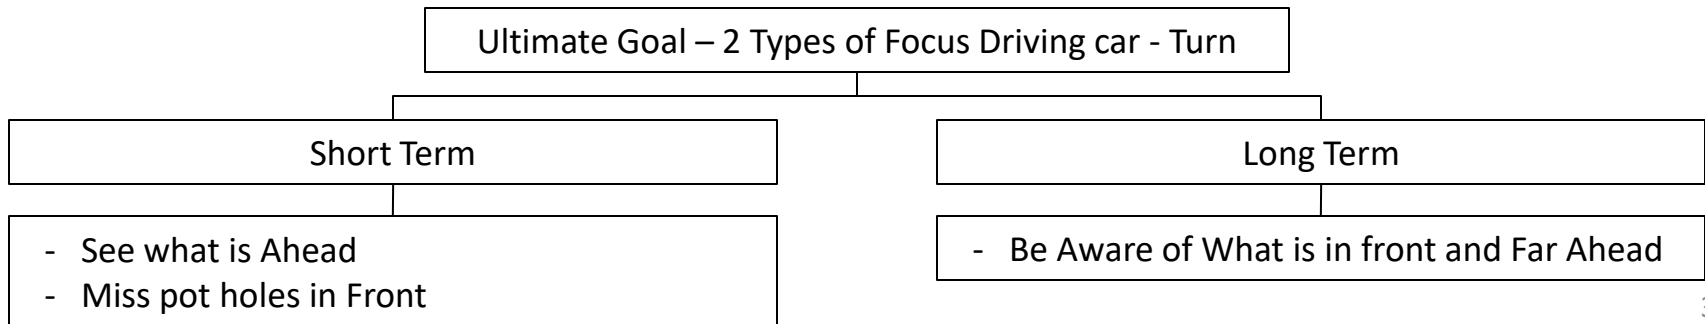 Ultimate Goal – 2 Types of Focus Driving car - Turn
Short Term
Long Term
- See what is Ahead
- Miss pot holes in Front
- Be Aware of What is in front and Far Ahead